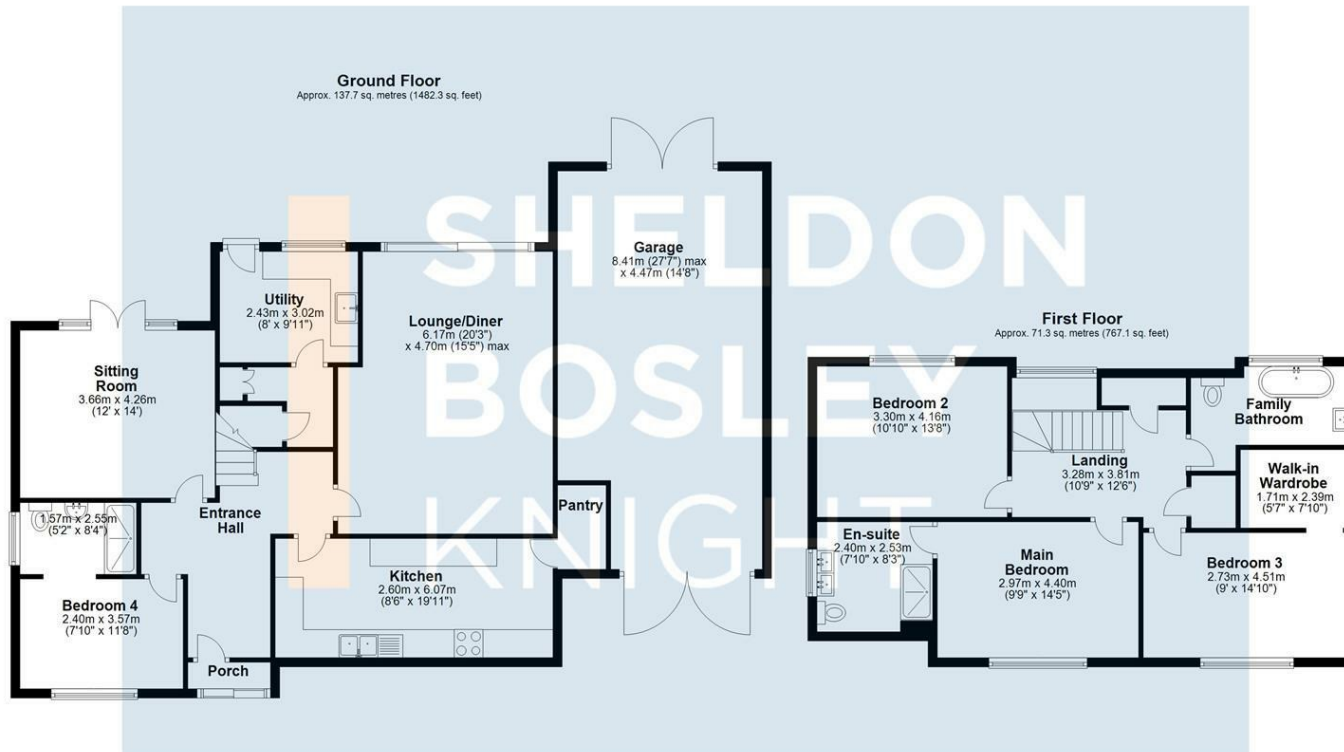 Ground Floor
Approx. 137.7 sq. metres (1482.3 sq. feet)
SHELDON
BOSLEY
KNIGHT
Garage
8.41m (27'7") max
x 4.47m (14'8")
Utility
2.43m x 3.02m
(8' x 9'11")
Lounge/Diner
6.17m (20'3")
x 4.70m (15'5") max
Sitting
Room
3.66m x 4.26m
(12' x 14')
Pantry
Entrance
Hall
1.57m x 2.55m
(5'2" x 8'4")
Kitchen
2.60m x 6.07m
(8'6" x 19'11")
Bedroom 4
2.40m x 3.57m
(7'10" x 11'8")
Porch
First Floor
Approx. 71.3 sq. metres (767.1 sq. feet)
Bedroom 2
3.30m x 4.16m
(10'10" x 13'8")
Family
Bathroom
Landing
3.28m x 3.81m
(10'9" x 12'6")
Walk-in
Wardrobe
1.71m x 2.39m
(5'7" x 7'10")
En-suite
2.40m x 2.53m
(7'10" x 8'3")
Main
Bedroom
2.97m x 4.40m
(9'9" x 14'5")
Bedroom 3
2.73m x 4.51m
(9' x 14'10")